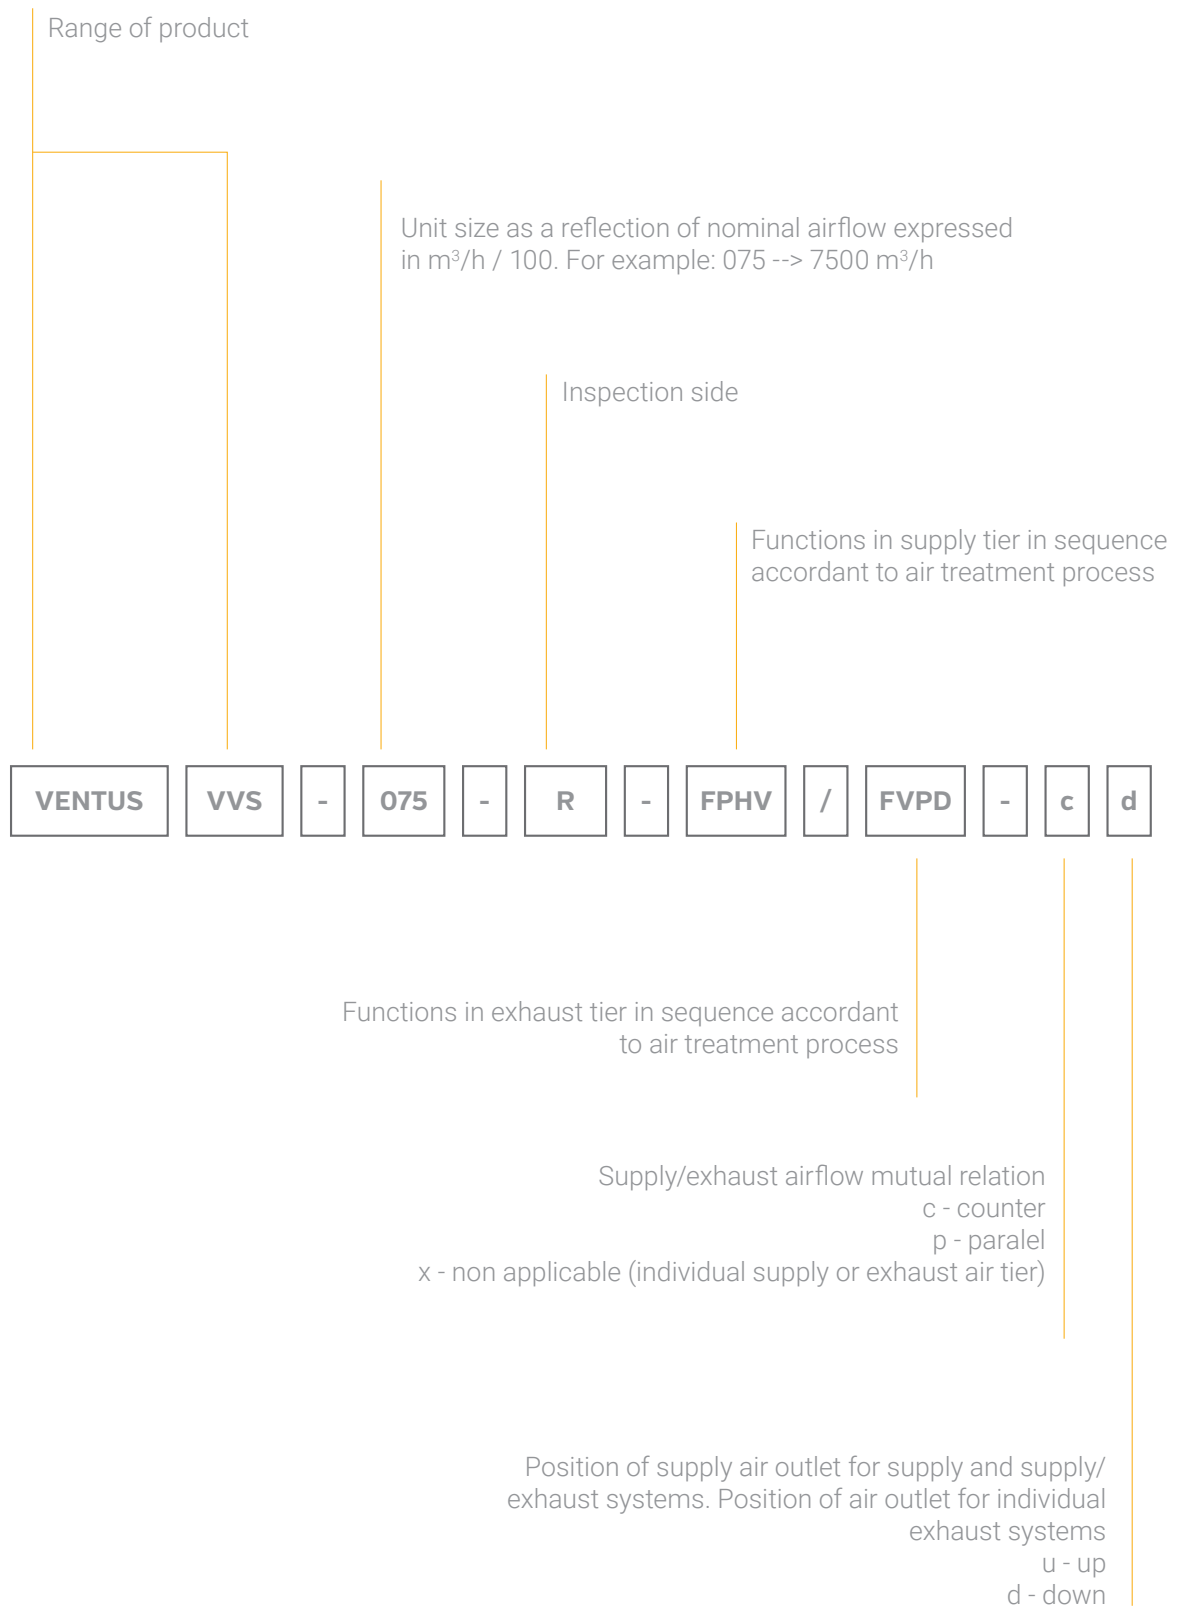 Range of product
Unit size as a reflection of nominal airflow expressed
in m³/h / 100. For example: 075 --> 7500 m³/h
Inspection side
Functions in supply tier in sequence
accordant to air treatment process
VENTUS VVS - 075 - R - FPHV / FVPD - c d
Functions in exhaust tier in sequence accordant
to air treatment process
Supply/exhaust airflow mutual relation
c - counter
p - paralel
x - non applicable (individual supply or exhaust air tier)
Position of supply air outlet for supply and supply/
exhaust systems. Position of air outlet for individual
exhaust systems
u - up
d - down